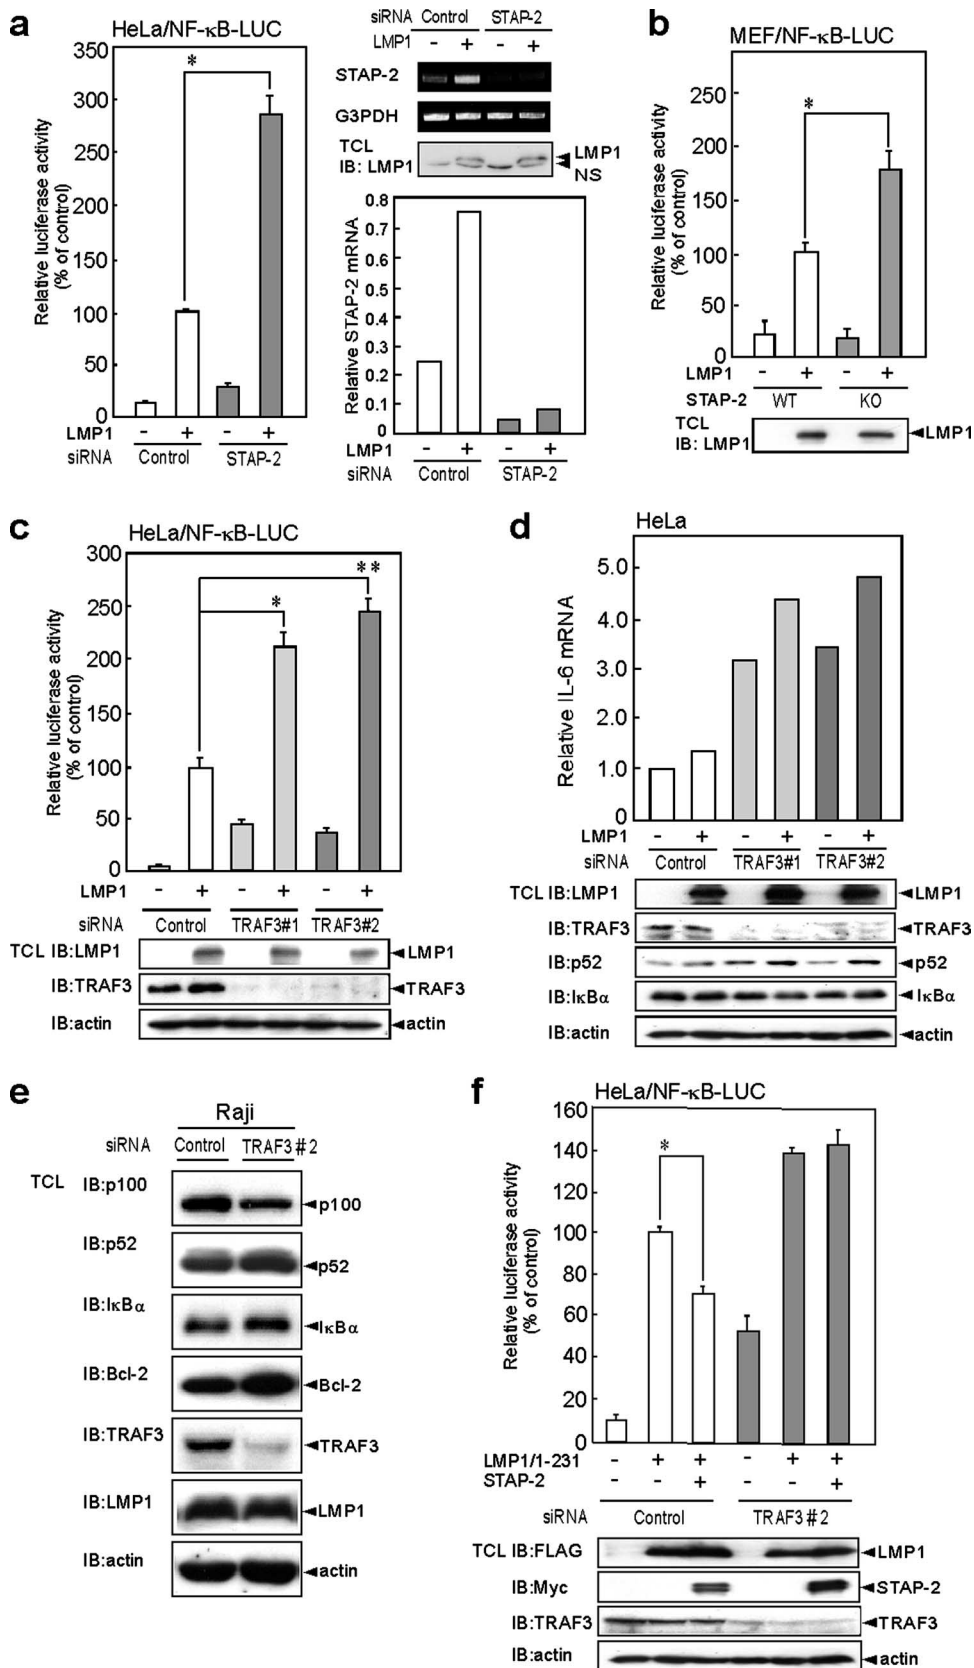 a
HeLa/NF-κB-LUC
Relative luciferase activity
(% of control)
350
300
250
200
150
100
50
0
*
LMP1 - + - +
siRNA Control STAP-2
siRNA Control STAP-2
LMP1 - + - +
STAP-2
G3PDH
TCL
IB: LMP1
LMP1
NS
Relative STAP-2 mRNA
0.8
0.7
0.6
0.5
0.4
0.3
0.2
0.1
0
LMP1 - + - +
siRNA Control STAP-2
b
MEF/NF-κB-LUC
Relative luciferase activity
(% of control)
250
200
150
100
50
0
*
LMP1 - + - +
STAP-2 WT KO
TCL
IB: LMP1
LMP1
c
HeLa/NF-κB-LUC
Relative luciferase activity
(% of control)
300
250
200
150
100
50
0
*
**
LMP1 - + - + - +
siRNA Control TRAF3#1 TRAF3#2
TCL IB:LMP1 LMP1
IB:TRAF3 TRAF3
IB:actin actin
d
HeLa
Relative IL-6 mRNA
5.0
4.0
3.0
2.0
1.0
0
LMP1 - + - + - +
siRNA Control TRAF3#1 TRAF3#2
TCL IB:LMP1 LMP1
IB:TRAF3 TRAF3
IB:p52 p52
IB:IκBα IκBα
IB:actin actin
e
Raji
siRNA Control TRAF3#2
TCL IB:p100 p100
IB:p52 p52
IB:IκBα IκBα
IB:Bcl-2 Bcl-2
IB:TRAF3 TRAF3
IB:LMP1 LMP1
IB:actin actin
f
HeLa/NF-κB-LUC
Relative luciferase activity
(% of control)
160
140
120
100
80
60
40
20
0
*
LMP1/1-231 - + + - + +
STAP-2 - - + - - +
siRNA Control TRAF3#2
TCL IB:FLAG LMP1
IB:Myc STAP-2
IB:TRAF3 TRAF3
IB:actin actin